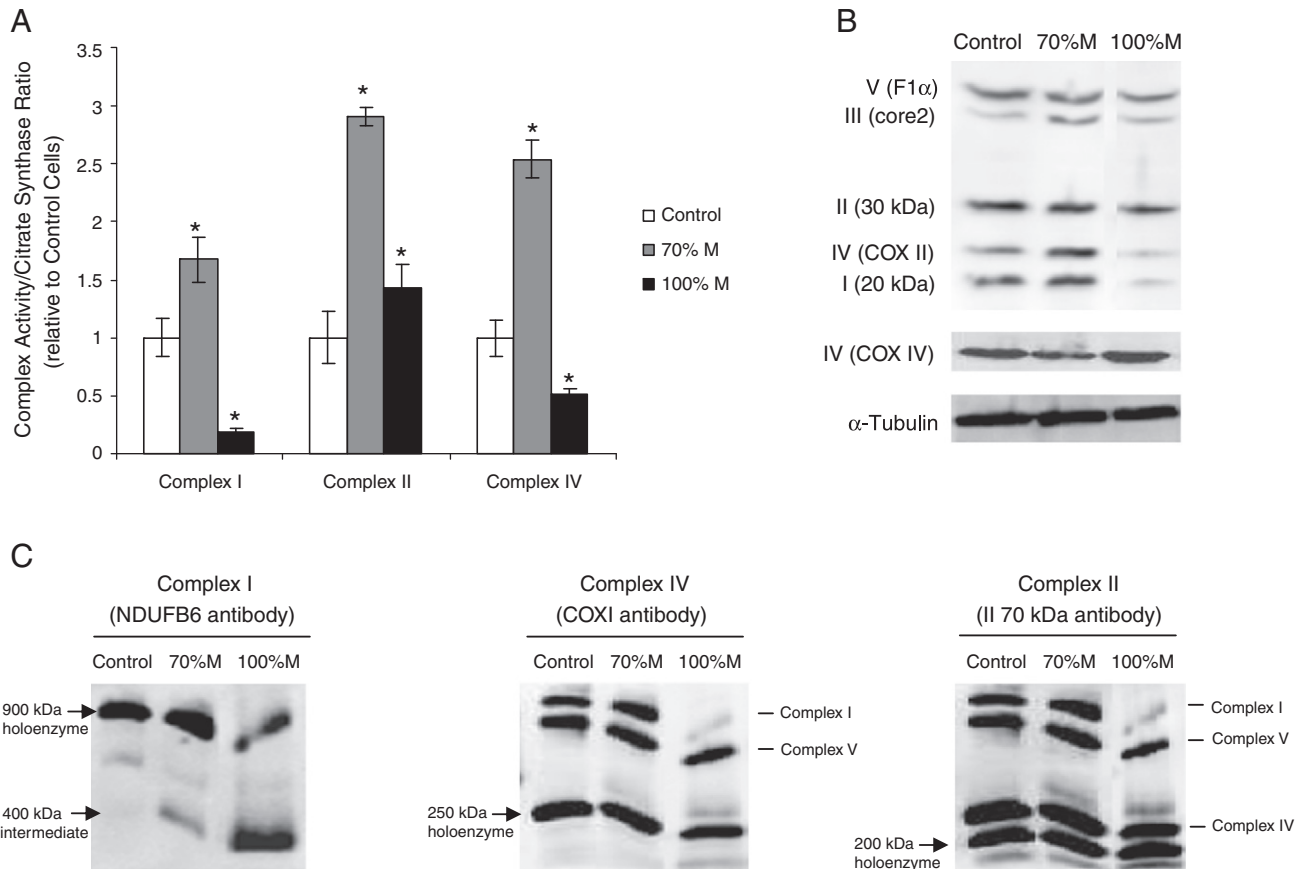 A
Complex Activity/Citrate Synthase Ratio
(relative to Control Cells)
3.5
3
2.5
2
1.5
1
0.5
0
*
*
*
*
*
*
Complex I
Complex II
Complex IV
Control
70% M
100% M
B
Control 70%M 100%M
V (F1α)
III (core2)
II (30 kDa)
IV (COX II)
I (20 kDa)
IV (COX IV)
α-Tubulin
C
Complex I
(NDUFB6 antibody)
Control 70%M 100%M
900 kDa
holoenzyme
400 kDa
intermediate
Complex IV
(COXI antibody)
Control 70%M 100%M
Complex I
Complex V
250 kDa
holoenzyme
Complex II
(II 70 kDa antibody)
Control 70%M 100%M
Complex I
Complex V
Complex IV
200 kDa
holoenzyme